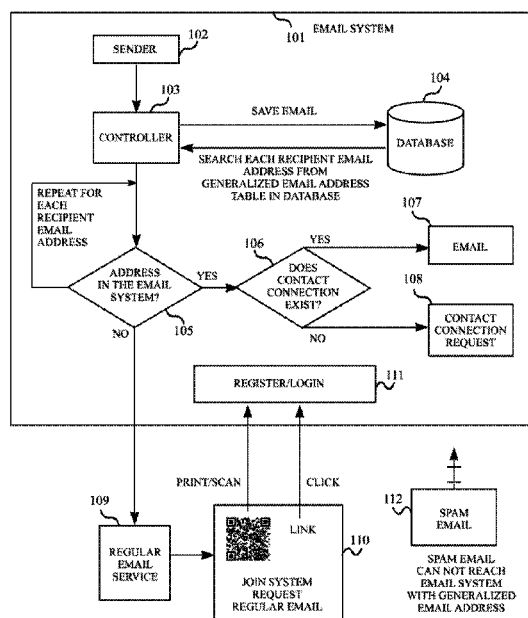 EMAIL SYSTEM
101
SENDER
102
103
CONTROLLER
SAVE EMAIL
104
DATABASE
SEARCH EACH RECIPIENT EMAIL
ADDRESS FROM
GENERALIZED EMAIL ADDRESS
TABLE IN DATABASE
REPEAT FOR
EACH
RECIPIENT
EMAIL
ADDRESS
ADDRESS
IN THE EMAIL
SYSTEM?
105
YES
NO
106
DOES
CONTACT
CONNECTION
EXIST?
YES
NO
107
EMAIL
108
CONTACT
CONNECTION
REQUEST
REGISTER/LOGIN
111
PRINT/SCAN
CLICK
109
REGULAR
EMAIL
SERVICE
LINK
110
JOIN SYSTEM
REQUEST
REGULAR EMAIL
112
SPAM
EMAIL
SPAM EMAIL
CAN NOT REACH
EMAIL SYSTEM
WITH GENERALIZED
EMAIL ADDRESS